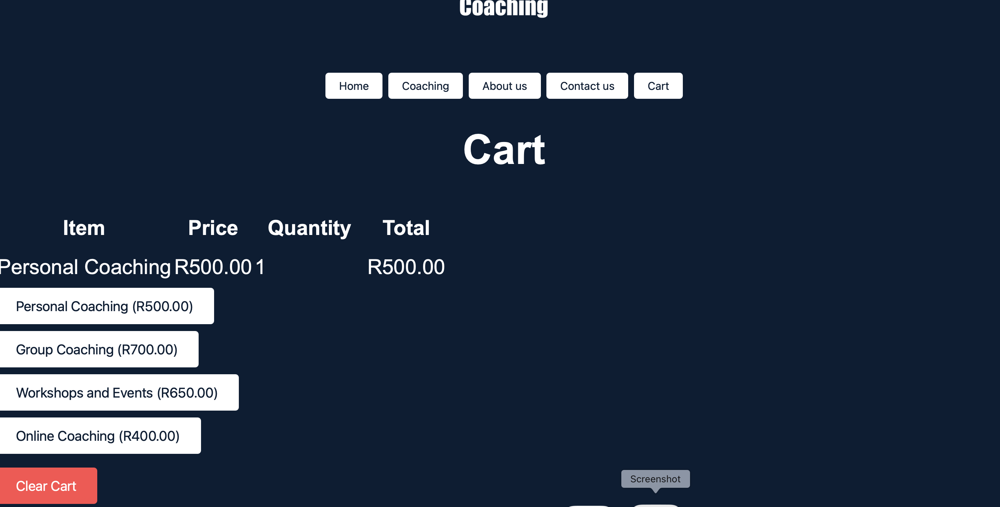 Coaching
Home Coaching About us Contact us Cart
Cart
Item Price Quantity Total
Personal Coaching R500.00 1 R500.00
Personal Coaching (R500.00)
Group Coaching (R700.00)
Workshops and Events (R650.00)
Online Coaching (R400.00)
Screenshot
Clear Cart